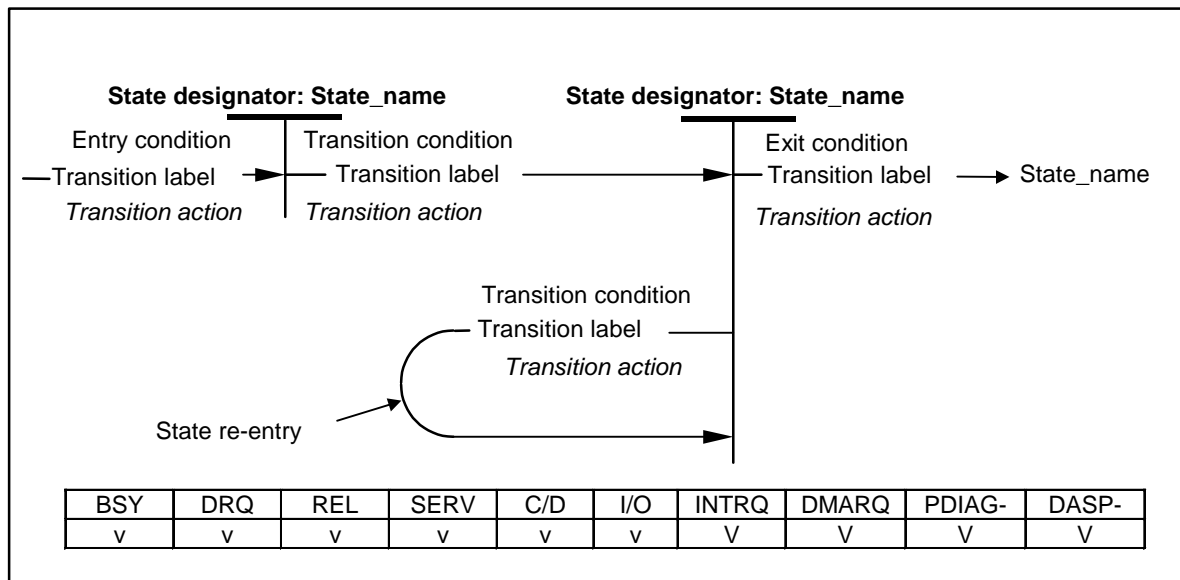 State designator: State_name State designator: State_name
Entry condition Transition condition Exit condition
Transition label Transition label Transition label State_name
Transition action Transition action Transition action
Transition condition
Transition label
Transition action
State re-entry
BSY DRQ REL SERV C/D I/O INTRQ DMARQ PDIAG- DASP-
v v v v v v V V V V